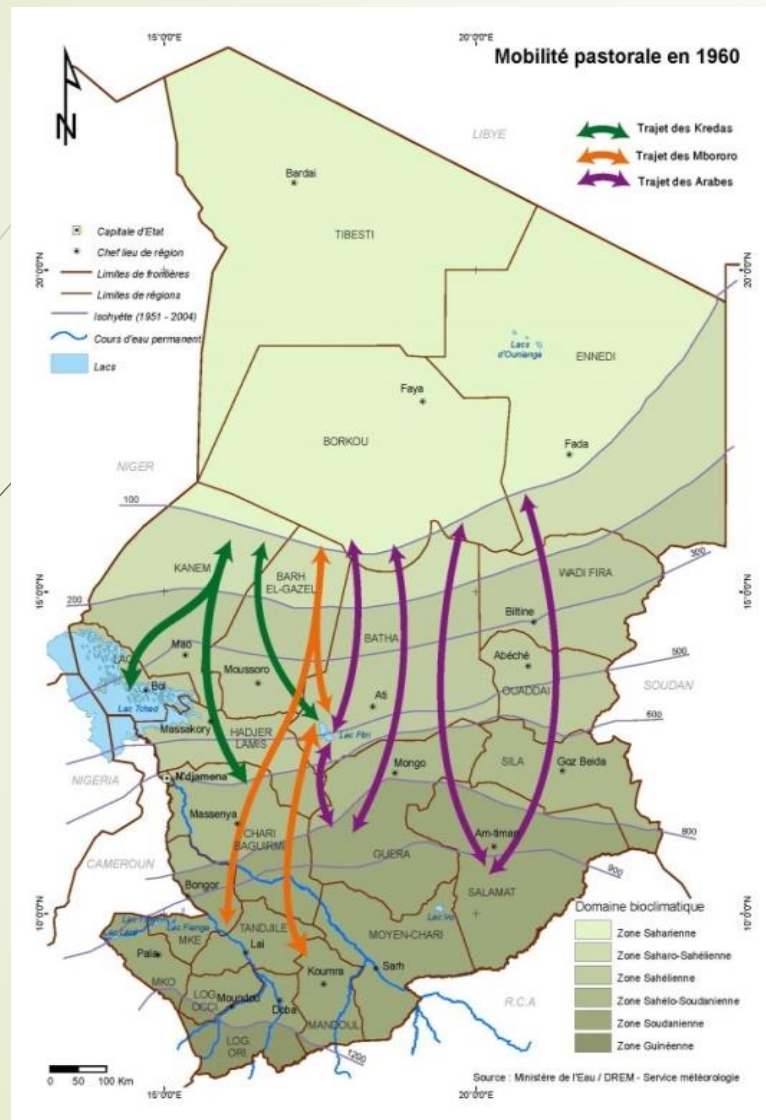 15°0'0"E
20°0'0"E
Mobilité pastorale en 1960
N
LIBYE
Trajet des Kredas
Trajet des Mbororo
Trajet des Arabes
Bardai
TIBESTI
Capitale d'Etat
Chef lieu de région
Limites de frontières
Limites de régions
Isohyète (1951 - 2004)
Cours d'eau permanent
Lacs
20°0'0"N
20°0'0"N
Lacs
d'Ounianga
ENNEDI
Faya
BORKOU
Fada
NIGER
100
KANEM
BARH
EL-GAZEL
WADI FIRA
300
15°0'0"N
15°0'0"N
200
Biltine
BATHA
Mao
Abéché
500
LAC
Moussoro
OUADDAI
SOUDAN
Bol
Ati
Lac Tchad
600
Massakory
HADJER
LAMIS
Lac Fitri
SILA
NIGERIA
N'djamena
Mongo
Goz Beida
Massenya
CHARI
BAGUIRMI
Am-timan
800
CAMEROUN
GUERA
900
Bongor
SALAMAT
10°0'0"N
10°0'0"N
Lac Fianga
Lac Iro
Domaine bioclimatique
TANDJILE
MKE
MOYEN-CHARI
Zone Saharienne
Pala
Lai
Sarh
Zone Saharo-Sahélienne
Koumra
MKO
LOG
OCCI
Moundou
Doba
R.C.A
Zone Sahélienne
Zone Sahélo-Soudanienne
MANDOUL
Zone Soudanienne
LOG
ORI.
1200
Zone Guinéenne
0 50 100 Km
Source : Ministère de l'Eau / DREM - Service météorologie
15°0'0"E
20°0'0"E